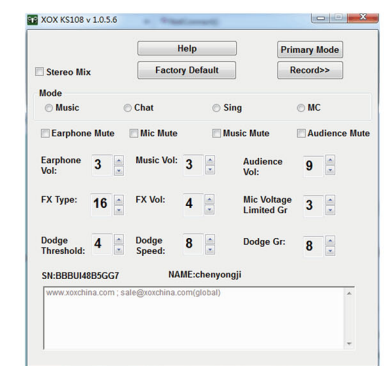 XOX KS108 v 1.0.5.6
Help
Primary Mode
Stereo Mix
Factory Default
Record>>
Mode
Music Chat Sing MC
Earphone Mute Mic Mute Music Mute Audience Mute
Earphone Vol: 3 Music Vol: 3 Audience Vol: 9
FX Type: 16 FX Vol: 4 Mic Voltage Limited Gr 3
Dodge Threshold: 4 Dodge Speed: 8 Dodge Gr: 8
SN:BBBUI48B5GG7 NAME:chenyongji
www.xoxchina.com ; sale@xoxchina.com(global)